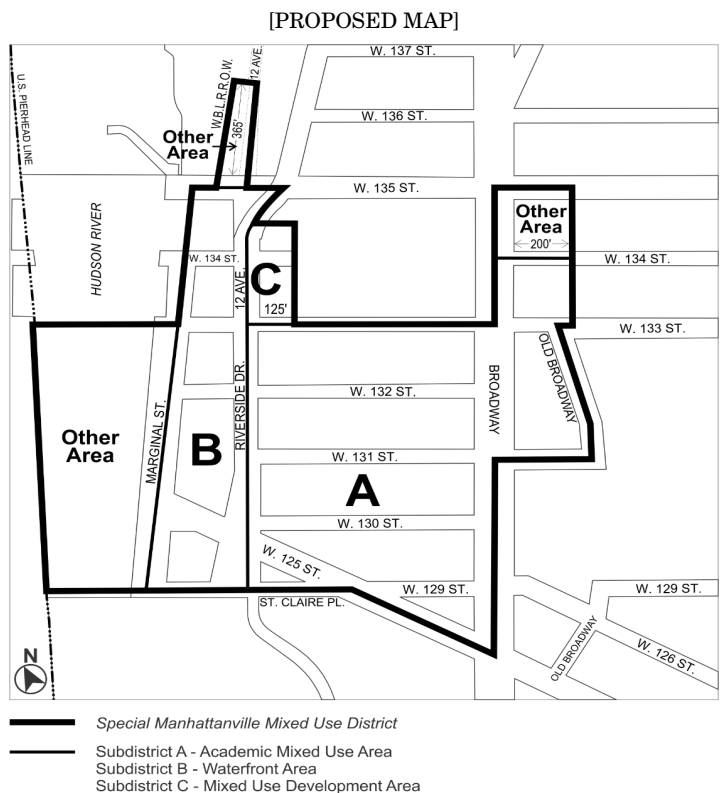 [PROPOSED MAP]
W. 137 ST.
12 AVE.
W.B.L.R.R.O.W.
U.S. PIERHEAD LINE
365'
W. 136 ST.
Other
Area
W. 135 ST.
HUDSON RIVER
Other
Area
200'
W. 134 ST.
W. 134 ST.
12 AVE.
C
125'
W. 133 ST.
OLD BROADWAY
RIVERSIDE DR.
BROADWAY
W. 132 ST.
MARGINAL ST.
Other
Area
B
W. 131 ST.
A
W. 130 ST.
W. 125 ST.
W. 129 ST.
W. 129 ST.
ST. CLAIRE PL.
OLD BROADWAY
W. 126 ST.
N
Special Manhattanville Mixed Use District
Subdistrict A - Academic Mixed Use Area
Subdistrict B - Waterfront Area
Subdistrict C - Mixed Use Development Area